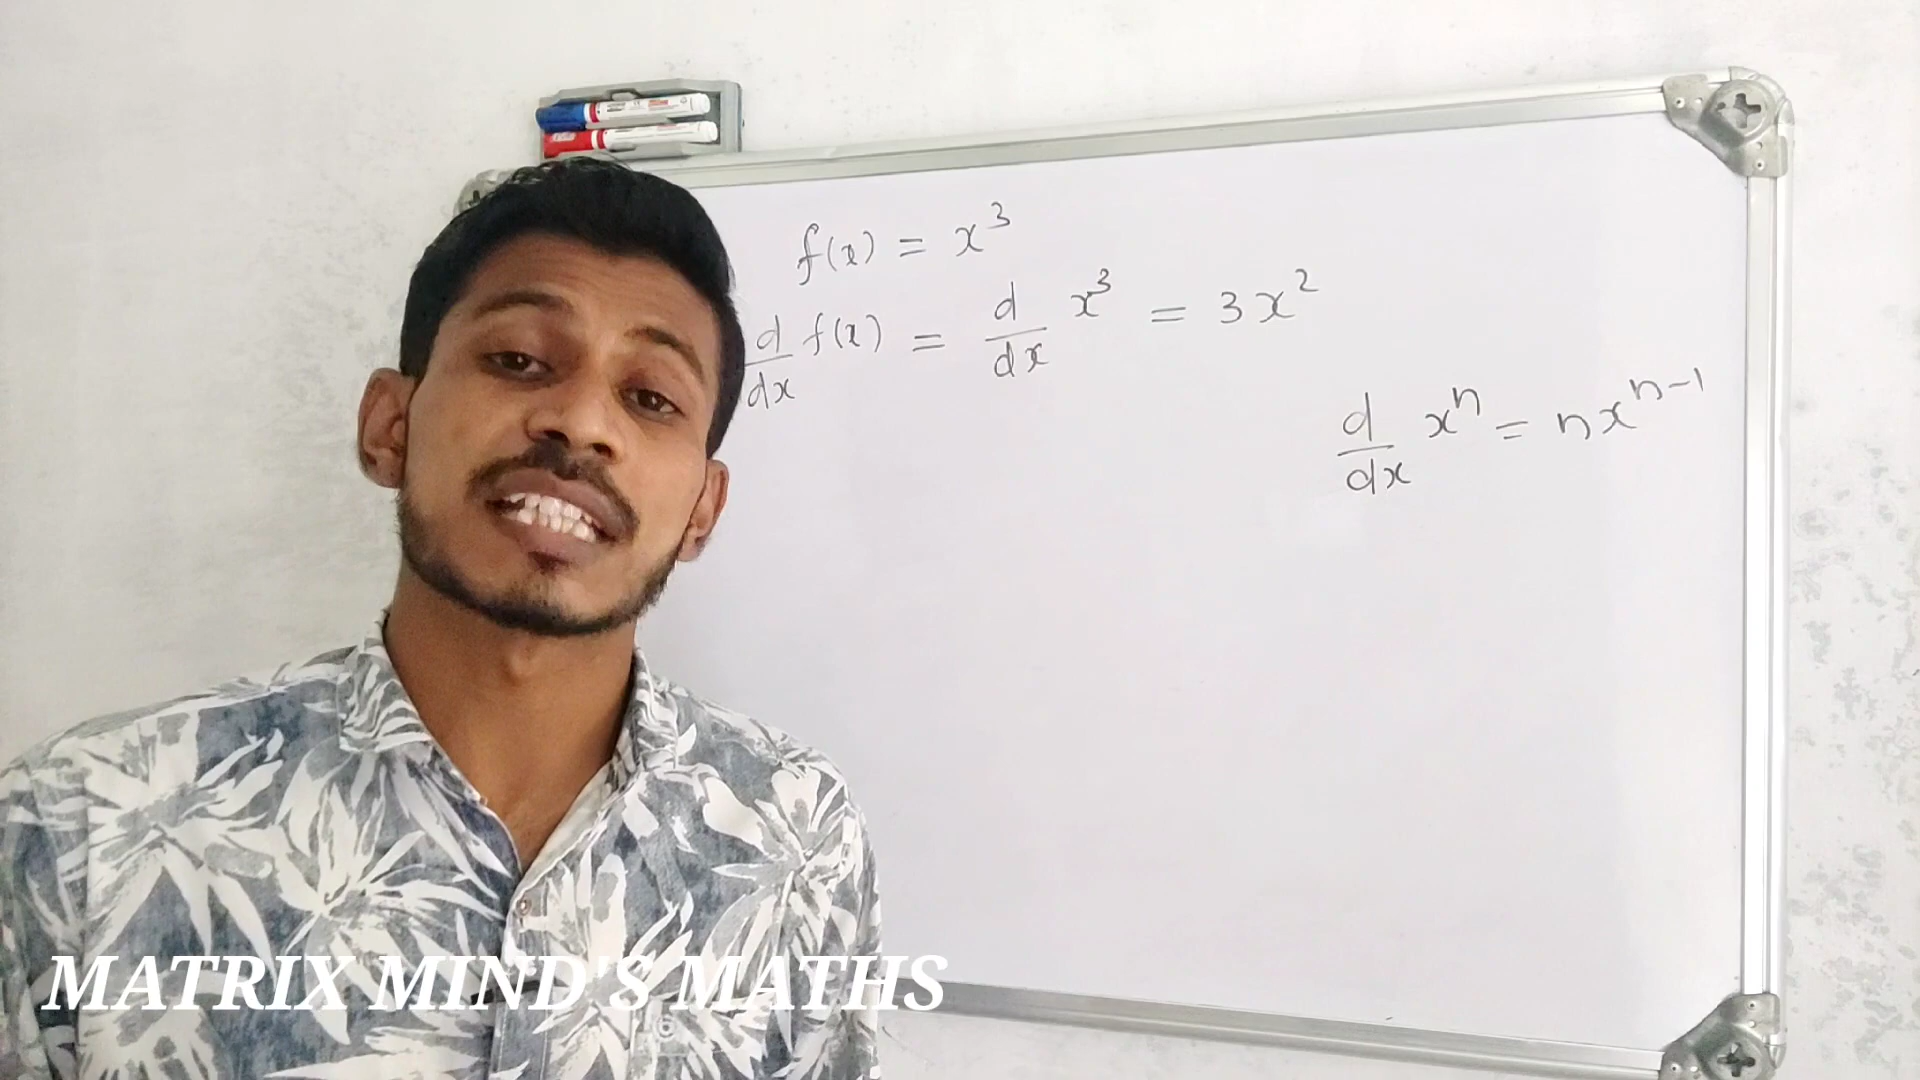 f(x) = x³
d/dx f(x) = d/dx x³ = 3x²
d/dx xⁿ = nxⁿ⁻¹
MATRIX MIND'S MATHS